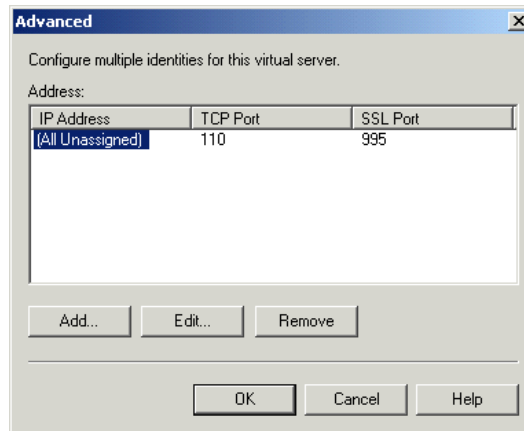 Advanced
Configure multiple identities for this virtual server.
Address:
IP Address TCP Port SSL Port
(All Unassigned) 110 995
Add... Edit... Remove
OK Cancel Help